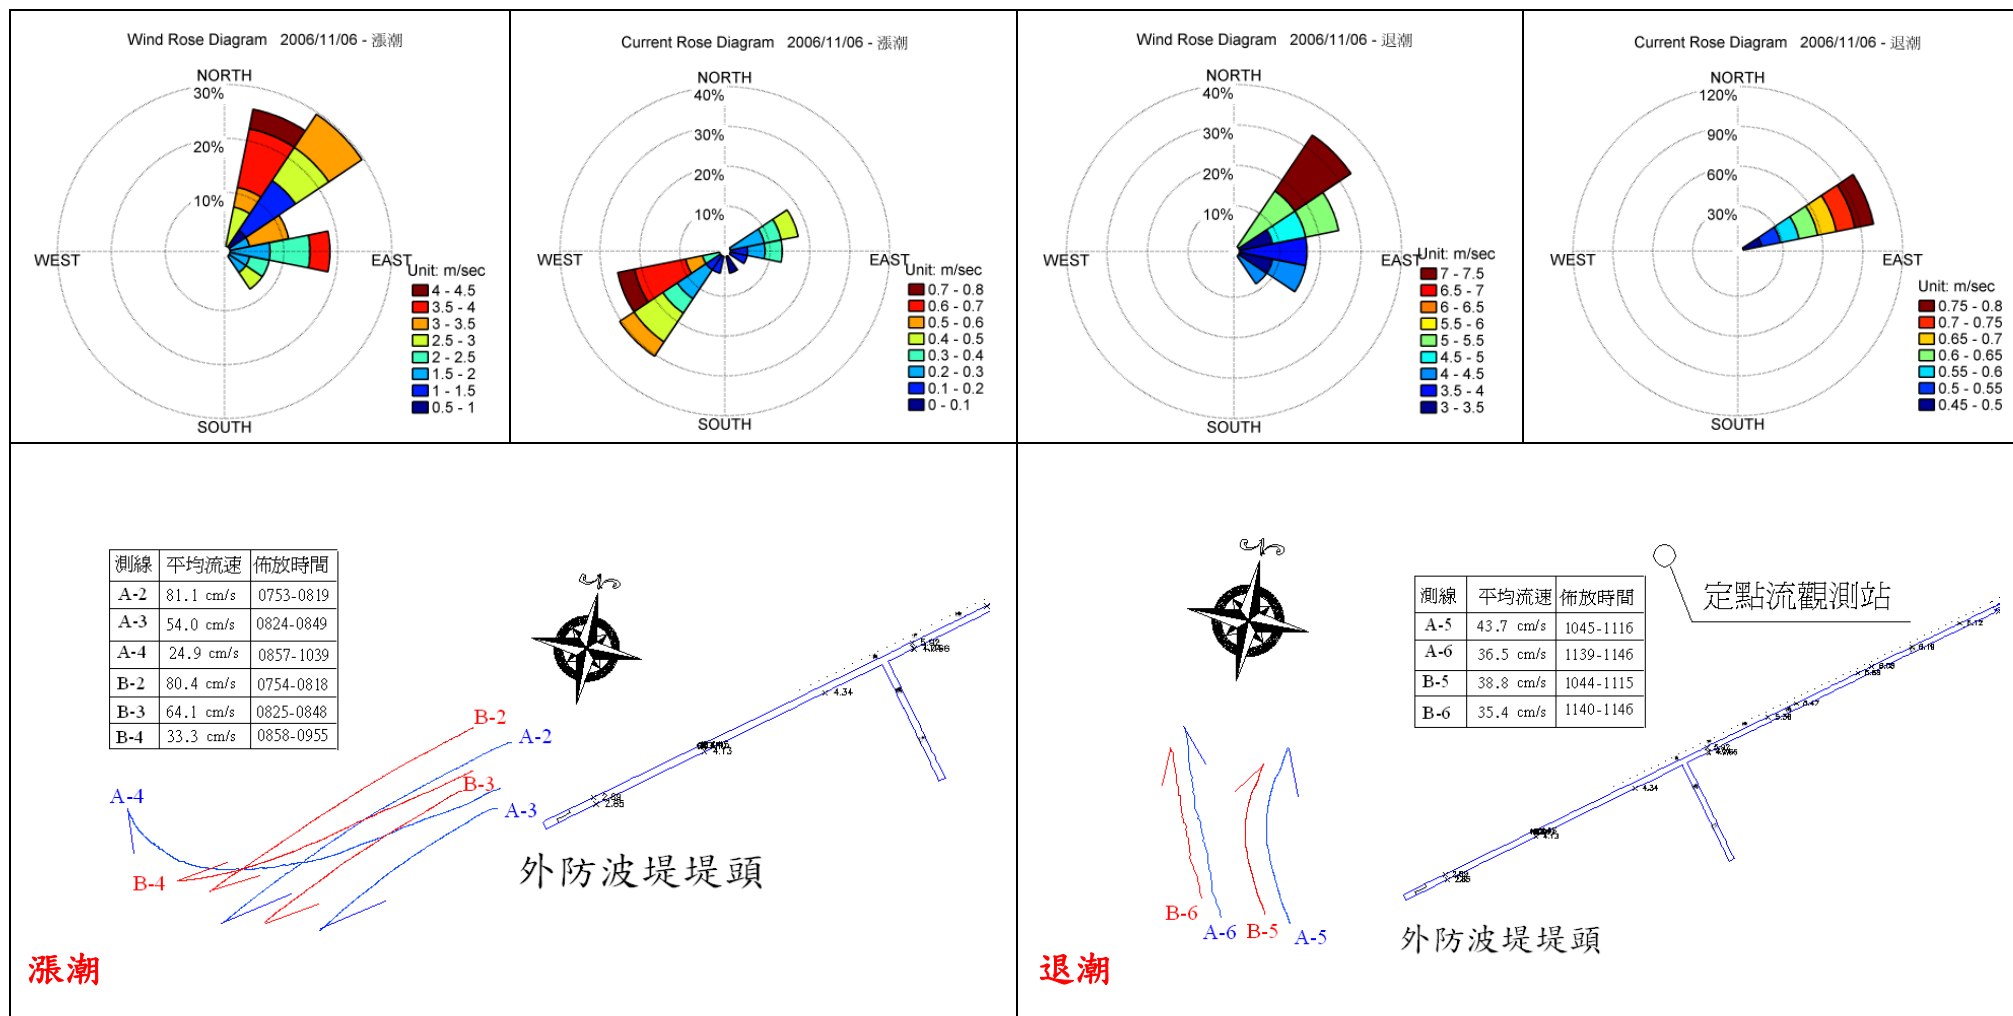 Wind Rose Diagram 2006/11/06 - 漲潮
NORTH
30%
20%
10%
WEST
EAST
SOUTH
Unit: m/sec
4 - 4.5
3.5 - 4
3 - 3.5
2.5 - 3
2 - 2.5
1.5 - 2
1 - 1.5
0.5 - 1
Current Rose Diagram 2006/11/06 - 漲潮
NORTH
40%
30%
20%
10%
WEST
EAST
SOUTH
Unit: m/sec
0.7 - 0.8
0.6 - 0.7
0.5 - 0.6
0.4 - 0.5
0.3 - 0.4
0.2 - 0.3
0.1 - 0.2
0 - 0.1
Wind Rose Diagram 2006/11/06 - 退潮
NORTH
40%
30%
20%
10%
WEST
EAST
SOUTH
Unit: m/sec
7 - 7.5
6.5 - 7
6 - 6.5
5.5 - 6
5 - 5.5
4.5 - 5
4 - 4.5
3.5 - 4
3 - 3.5
Current Rose Diagram 2006/11/06 - 退潮
NORTH
120%
90%
60%
30%
WEST
EAST
SOUTH
Unit: m/sec
0.75 - 0.8
0.7 - 0.75
0.65 - 0.7
0.6 - 0.65
0.55 - 0.6
0.5 - 0.55
0.45 - 0.5
測線 平均流速 佈放時間
A-2 81.1 cm/s 0753-0819
A-3 54.0 cm/s 0824-0849
A-4 24.9 cm/s 0857-1039
B-2 80.4 cm/s 0754-0818
B-3 64.1 cm/s 0825-0848
B-4 33.3 cm/s 0858-0955
B-2
A-2
B-3
A-4
A-3
B-4
4.34
4.13
2.85
外防波堤堤頭
漲潮
測線 平均流速 佈放時間
A-5 43.7 cm/s 1045-1116
A-6 36.5 cm/s 1139-1146
B-5 38.8 cm/s 1044-1115
B-6 35.4 cm/s 1140-1146
定點流觀測站
4.34
4.13
B-6
A-6
B-5
A-5
外防波堤堤頭
退潮